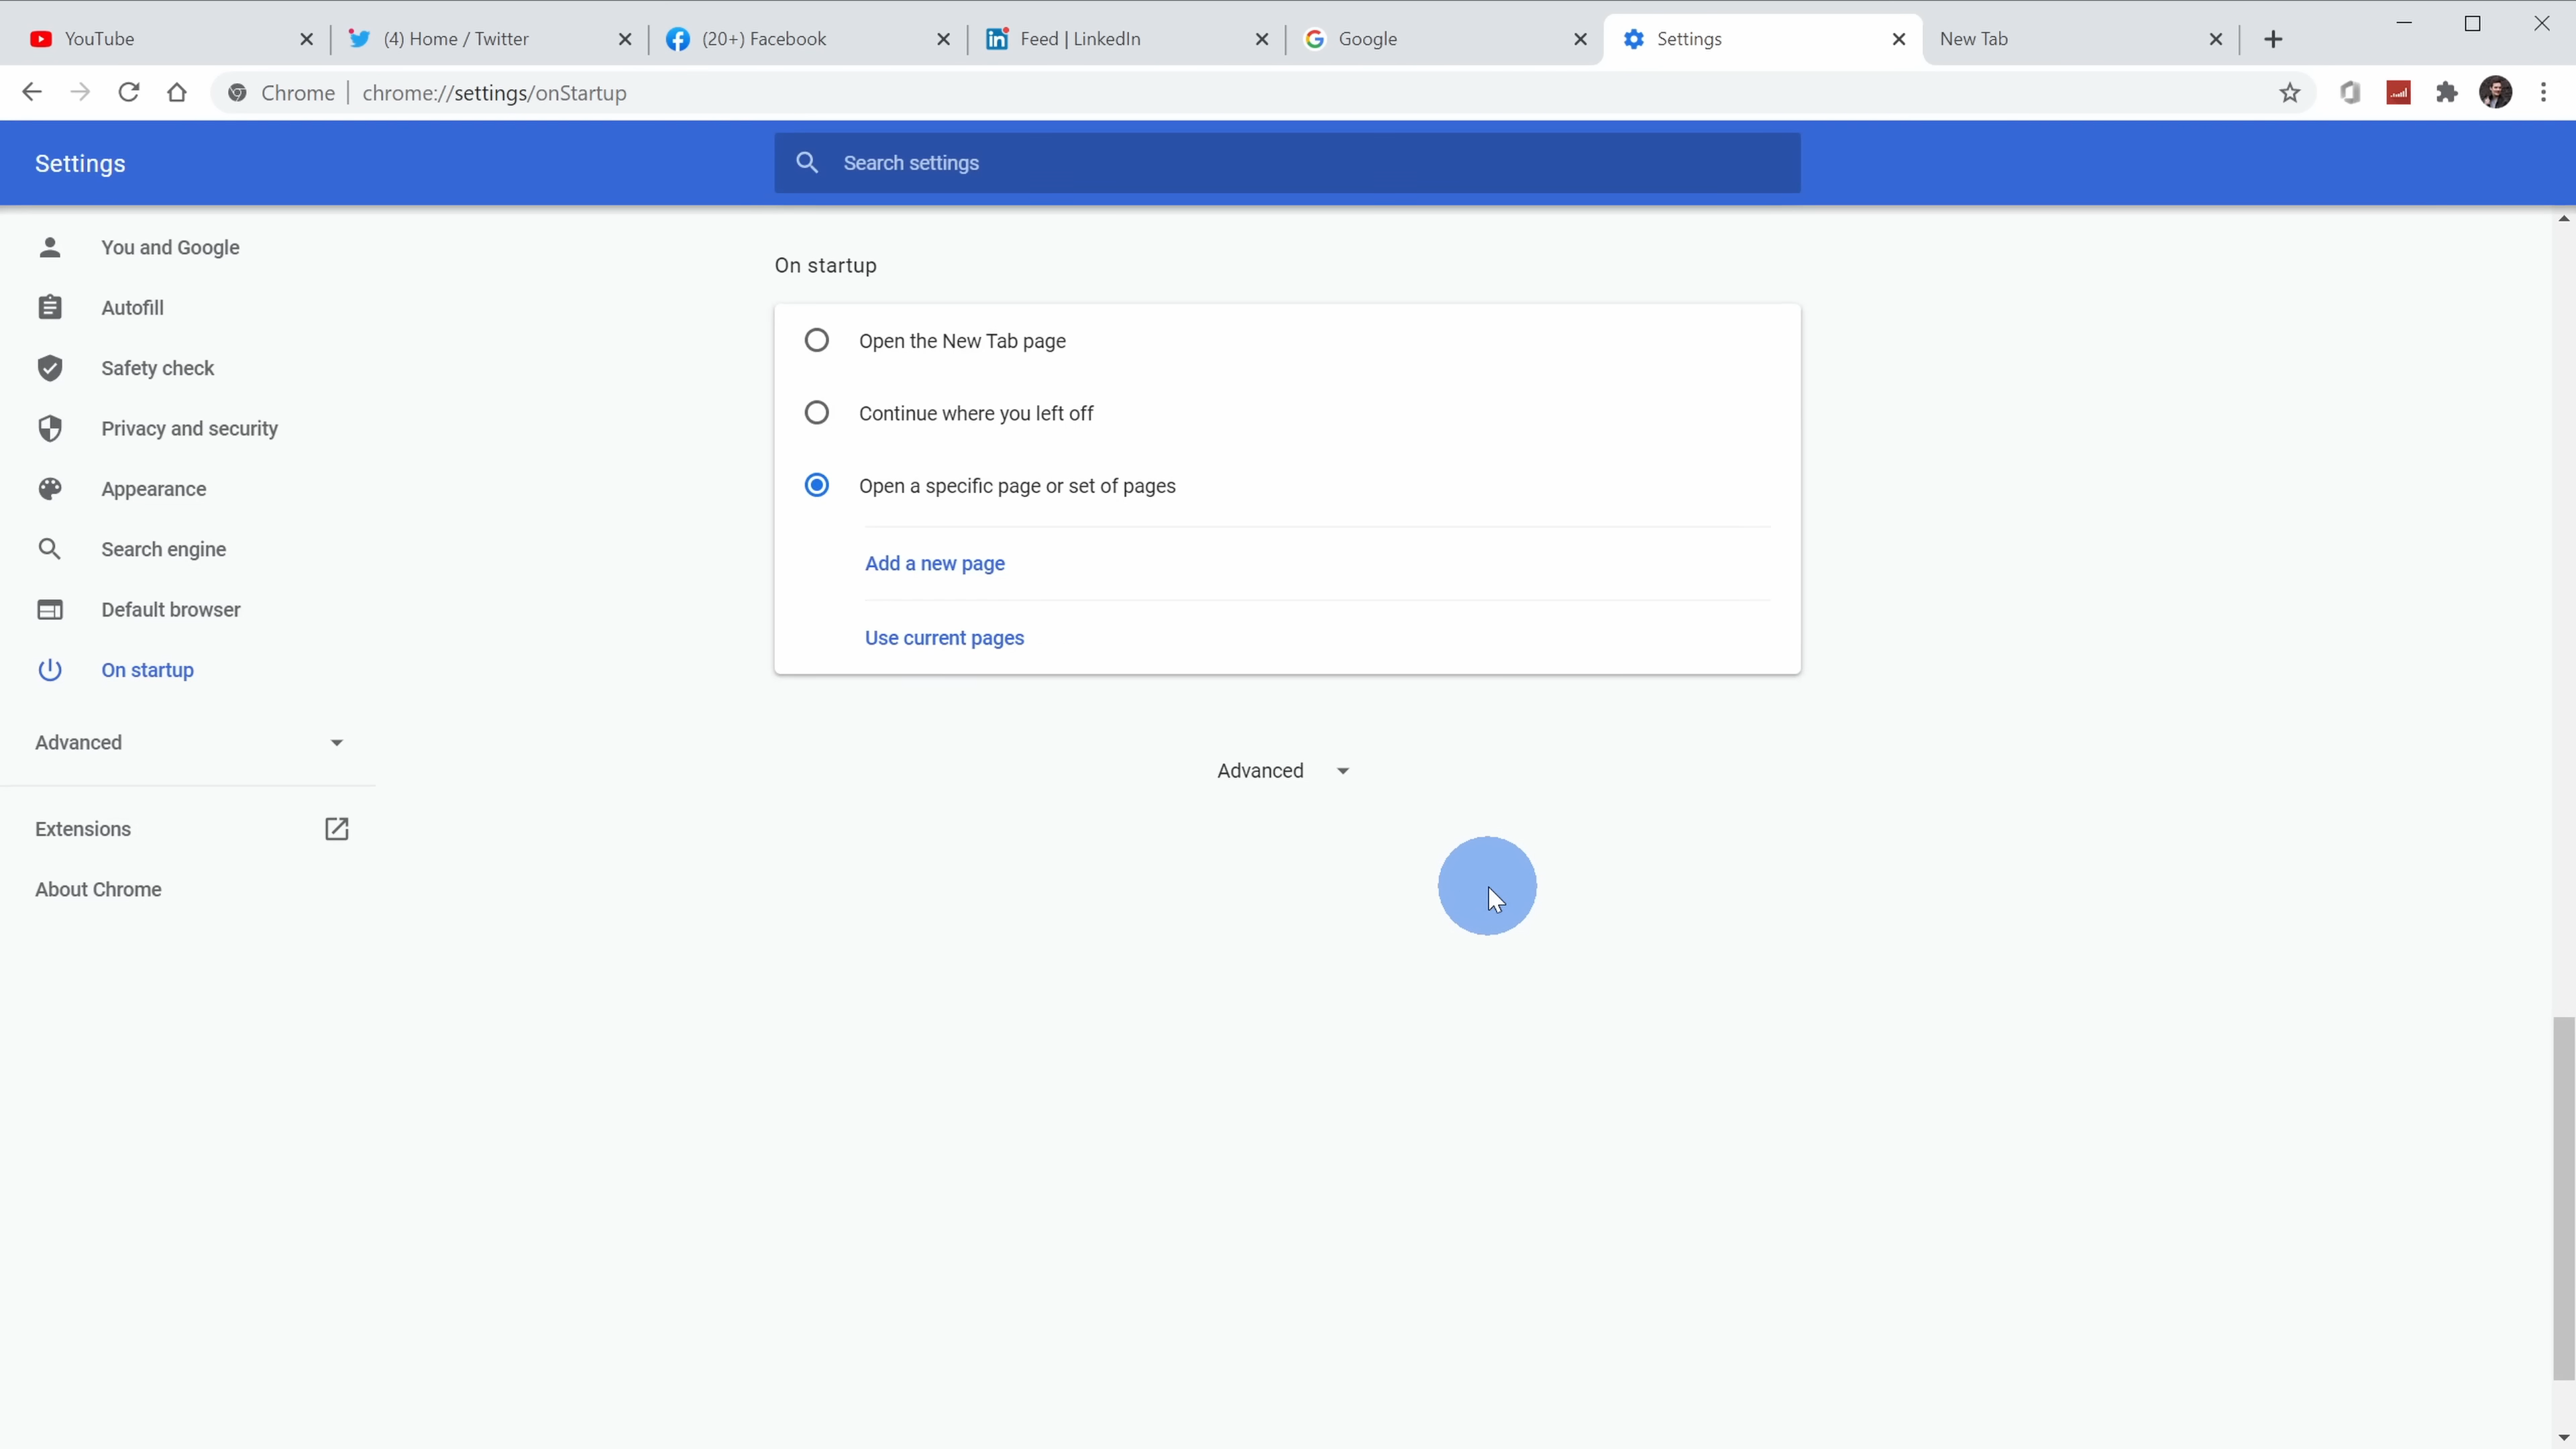 YouTube
(4) Home / Twitter
(20+) Facebook
Feed | LinkedIn
Google
Settings
New Tab
Chrome | chrome://settings/onStartup
Settings
Search settings
You and Google
Autofill
Safety check
Privacy and security
Appearance
Search engine
Default browser
On startup
Advanced
Extensions
About Chrome
On startup
Open the New Tab page
Continue where you left off
Open a specific page or set of pages
Add a new page
Use current pages
Advanced